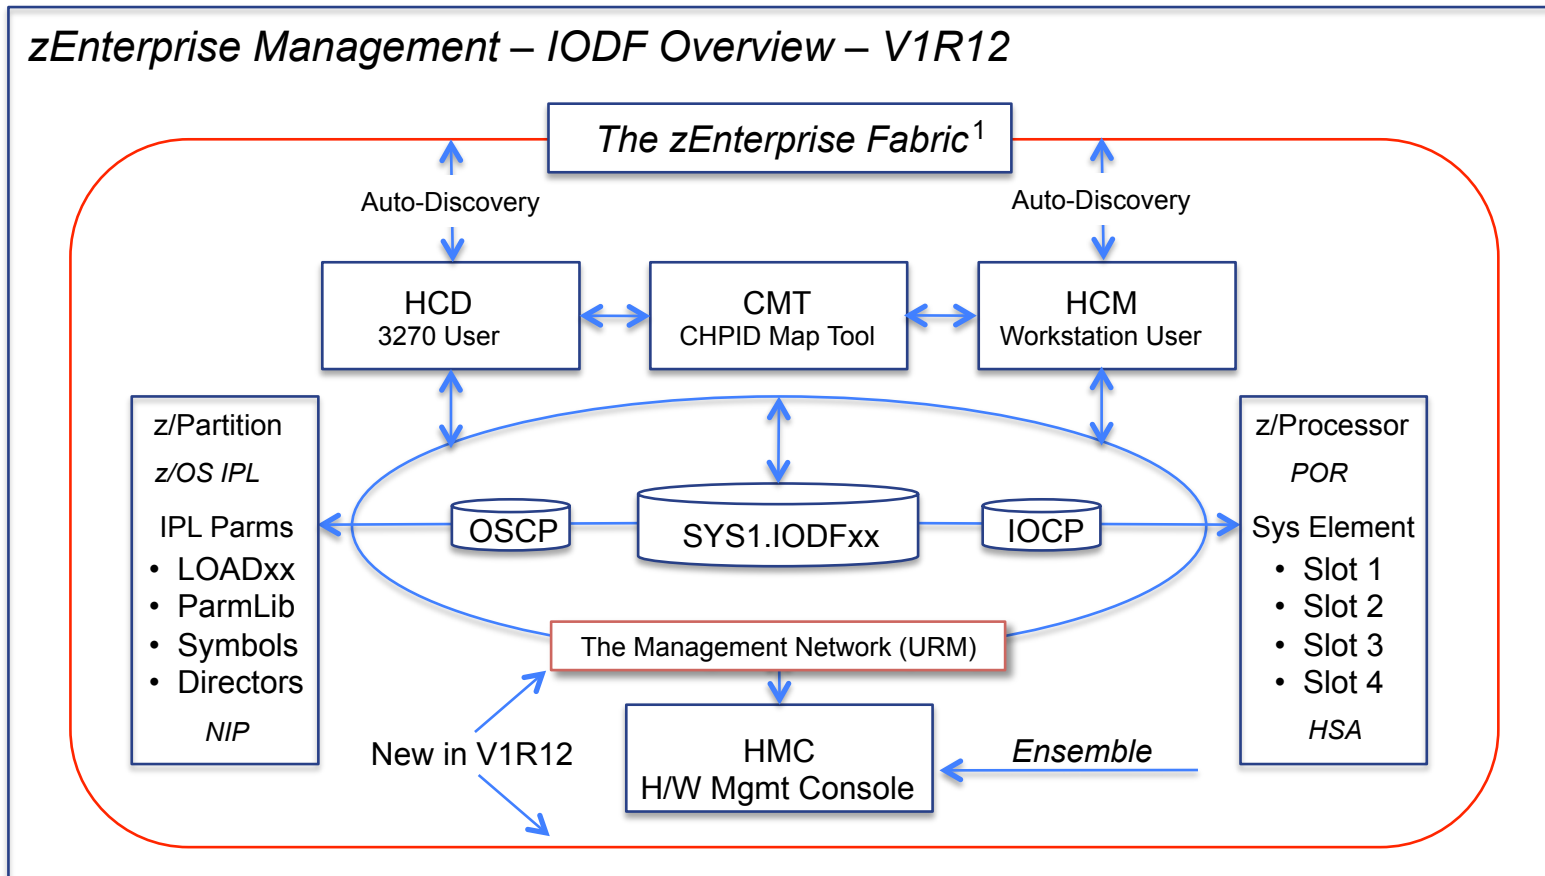 zEnterprise Management – IODF Overview – V1R12
The zEnterprise Fabric1
Auto-Discovery
Auto-Discovery
HCD
3270 User
CMT
CHPID Map Tool
HCM
Workstation User
z/Partition
z/OS IPL
IPL Parms
• LOADxx
• ParmLib
• Symbols
• Directors
NIP
OSCP
SYS1.IODFxx
IOCP
z/Processor
POR
Sys Element
• Slot 1
• Slot 2
• Slot 3
• Slot 4
HSA
The Management Network (URM)
New in V1R12
HMC
H/W Mgmt Console
Ensemble